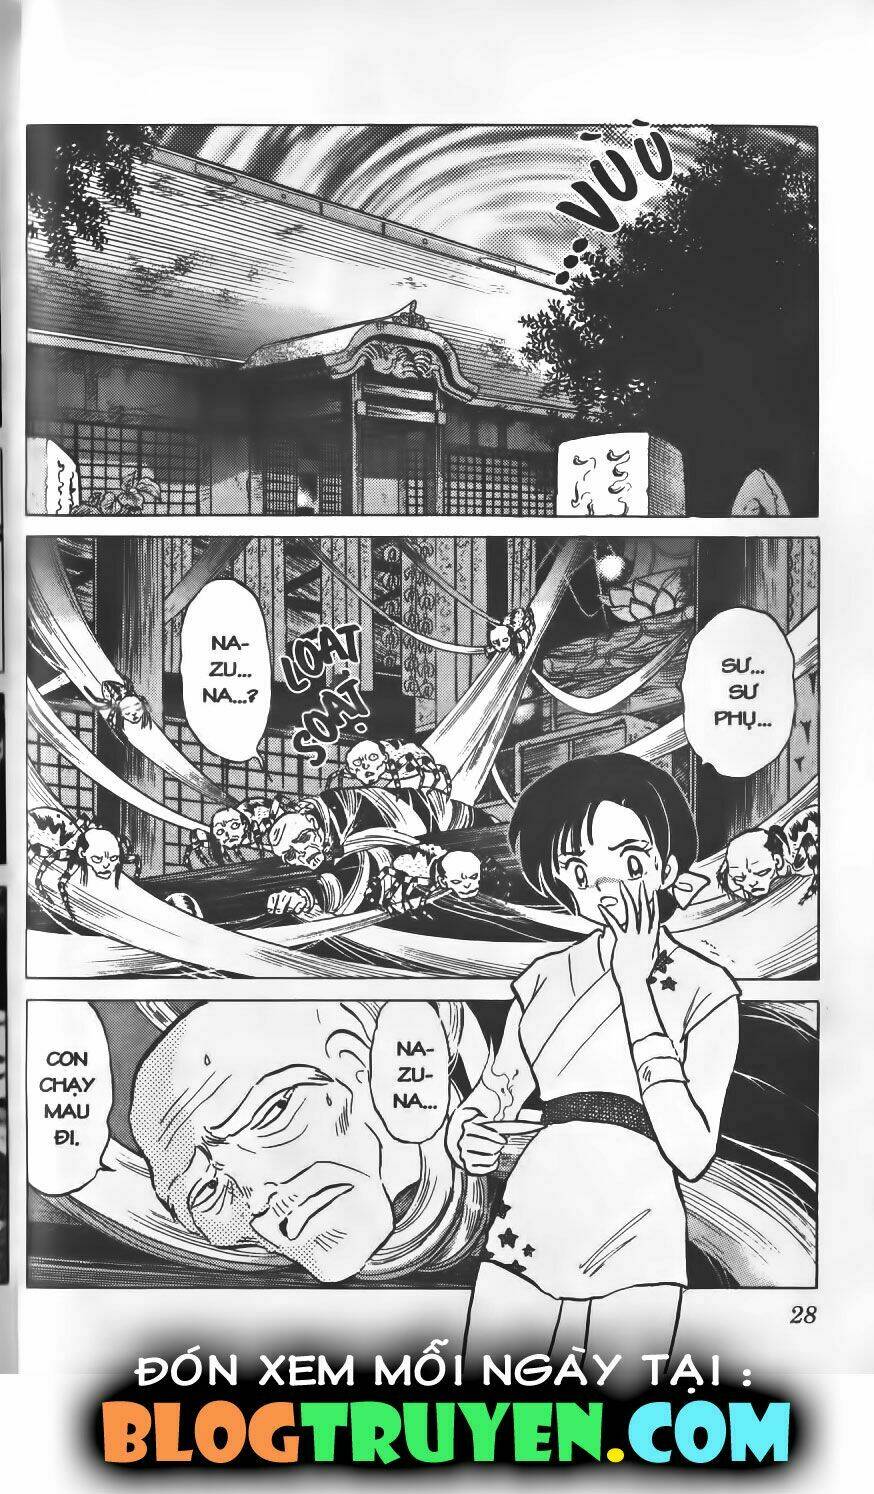 ...VÙÙ
SƯ...
SƯ
PHỤ...
NA-
ZU...
NA...?
LOẠT
SOẠT
NA-
ZU-
NA...
CON
CHẠY
MAU
ĐI.
28
ĐÓN XEM MỖI NGÀY TẠI :
BLOGTRUYEN.COM